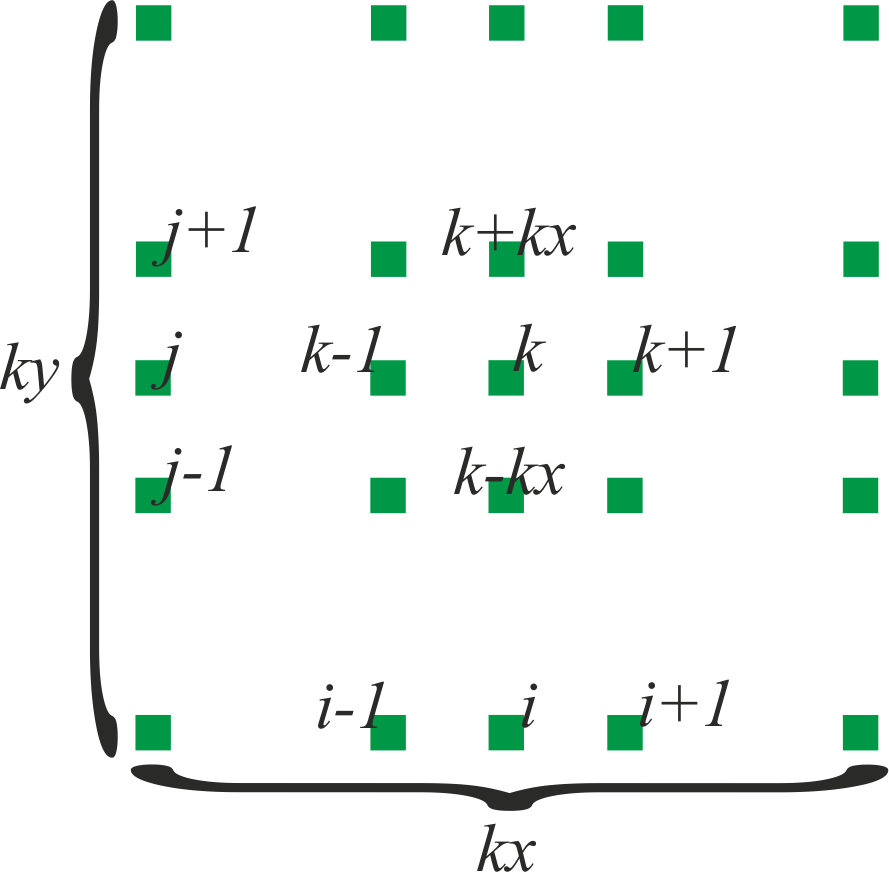 j+1 k+kx
ky j k-1 k k+1
j-1 k-kx
i-1 i i+1
kx